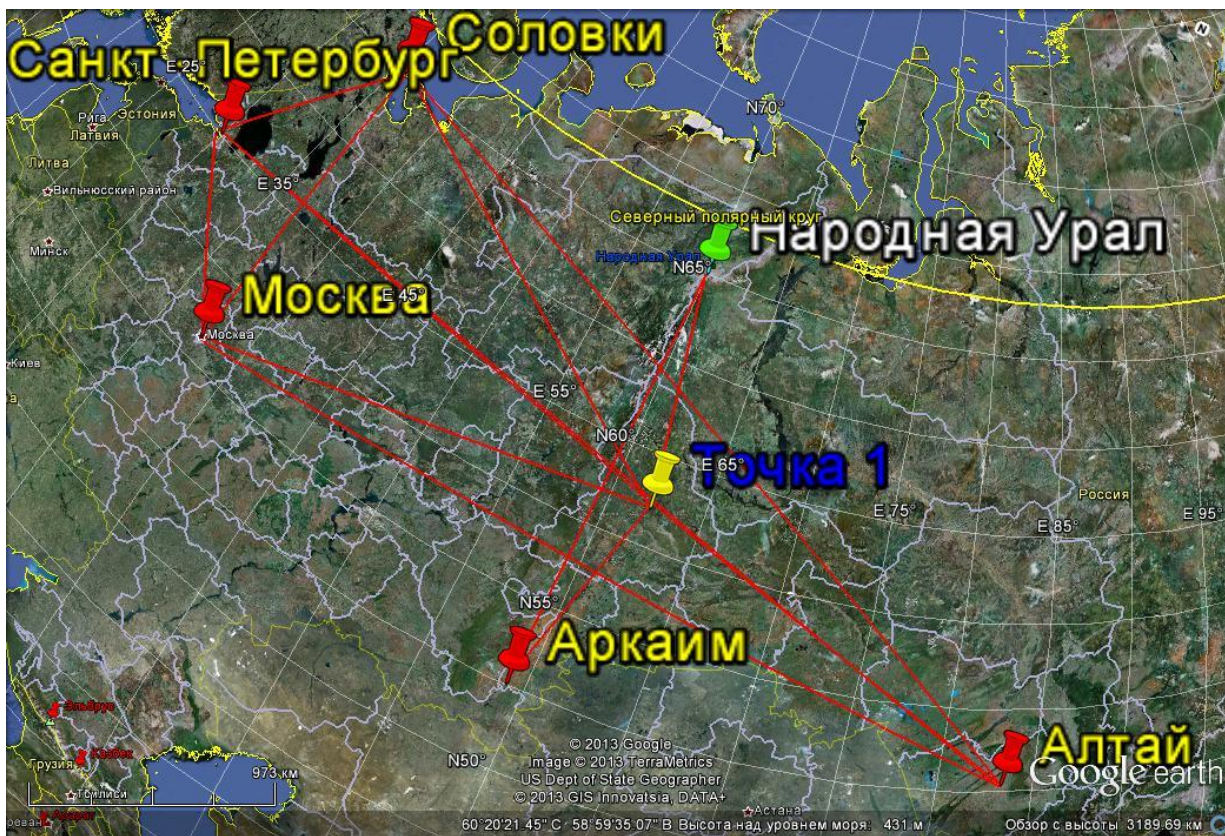 Соловки
Санкт Петербург
E 25°
Рига
Эстония
Латвия
N70°
Литва
Вильнюсский район
E 35°
Северный полярный круг
Народная Урал
Народная Урал
Минск
N65°
Москва
E 45°
Москва
Киев
E 55°
N60°
Точка 1
E 65°
Россия
E 75°
E 85°
E 95°
N55°
Аркаим
Эльбрус
Казбек
Грузия
Тбилиси
Арарат
N50°
Алтай
Google earth
973 км
© 2013 Google
Image © 2013 TerraMetrics
US Dept of State Geographer
© 2013 GIS Innovatsia, DATA+
Астана
60°20'21.45" С 58°59'35.07" В Высота над уровнем моря: 431 м
Обзор с высоты 3189.69 км
N